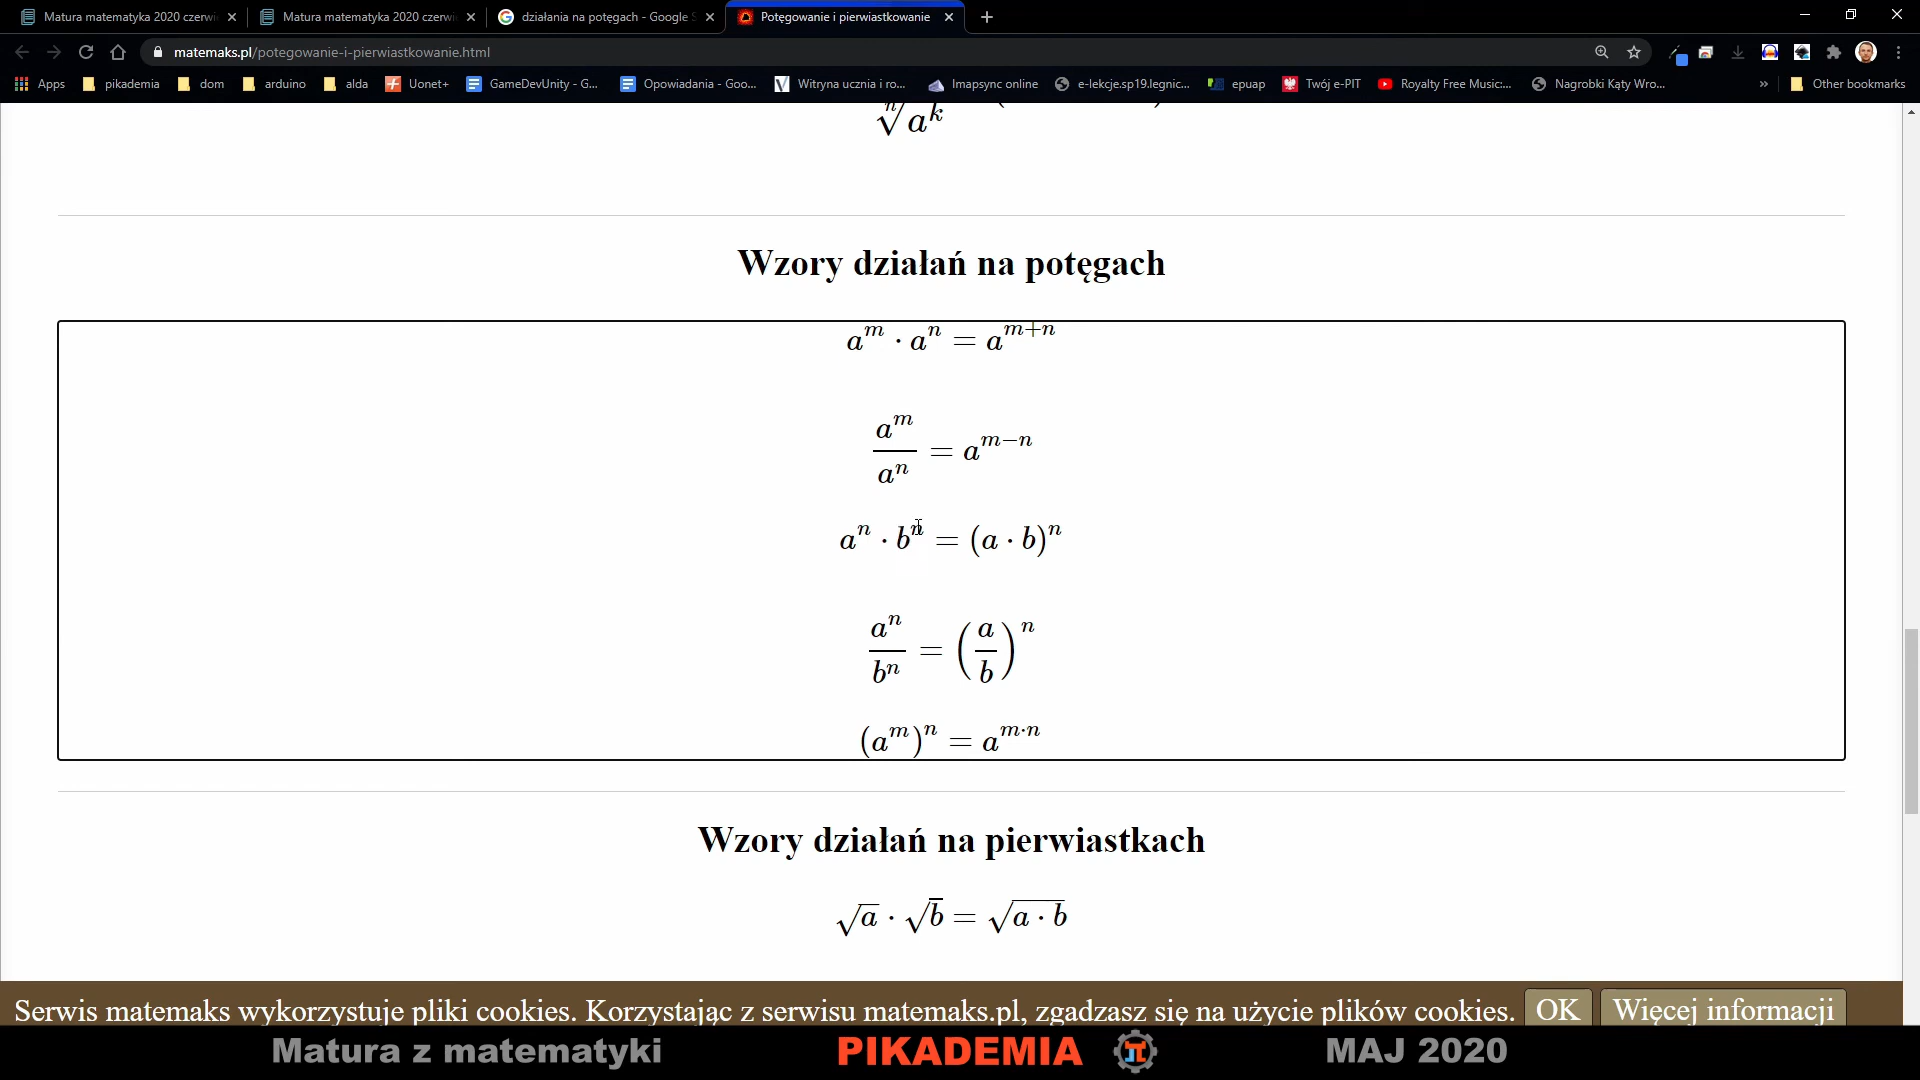 Matura matematyka 2020 czerwi
Matura matematyka 2020 czerwi
działania na potęgach - Google S
Potęgowanie i pierwiastkowanie
matemaks.pl/potegowanie-i-pierwiastkowanie.html
Apps pikademia dom arduino alda Uonet+ GameDevUnity - G... Opowiadania - Goo... Witryna ucznia i ro... Imapsync online e-lekcje.sp19.legnic... epuap Twój e-PIT Royalty Free Music:... Nagrobki Kąty Wro... » Other bookmarks
ⁿ√a^k
Wzory działań na potęgach
a^m · a^n = a^{m+n}
a^m / a^n = a^{m−n}
a^n · b^n = (a · b)^n
a^n / b^n = (a / b)^n
(a^m)^n = a^{m·n}
Wzory działań na pierwiastkach
√a · √b = √(a · b)
Serwis matemaks wykorzystuje pliki cookies. Korzystając z serwisu matemaks.pl, zgadzasz się na użycie plików cookies. OK Więcej informacji
Matura z matematyki PIKADEMIA π MAJ 2020